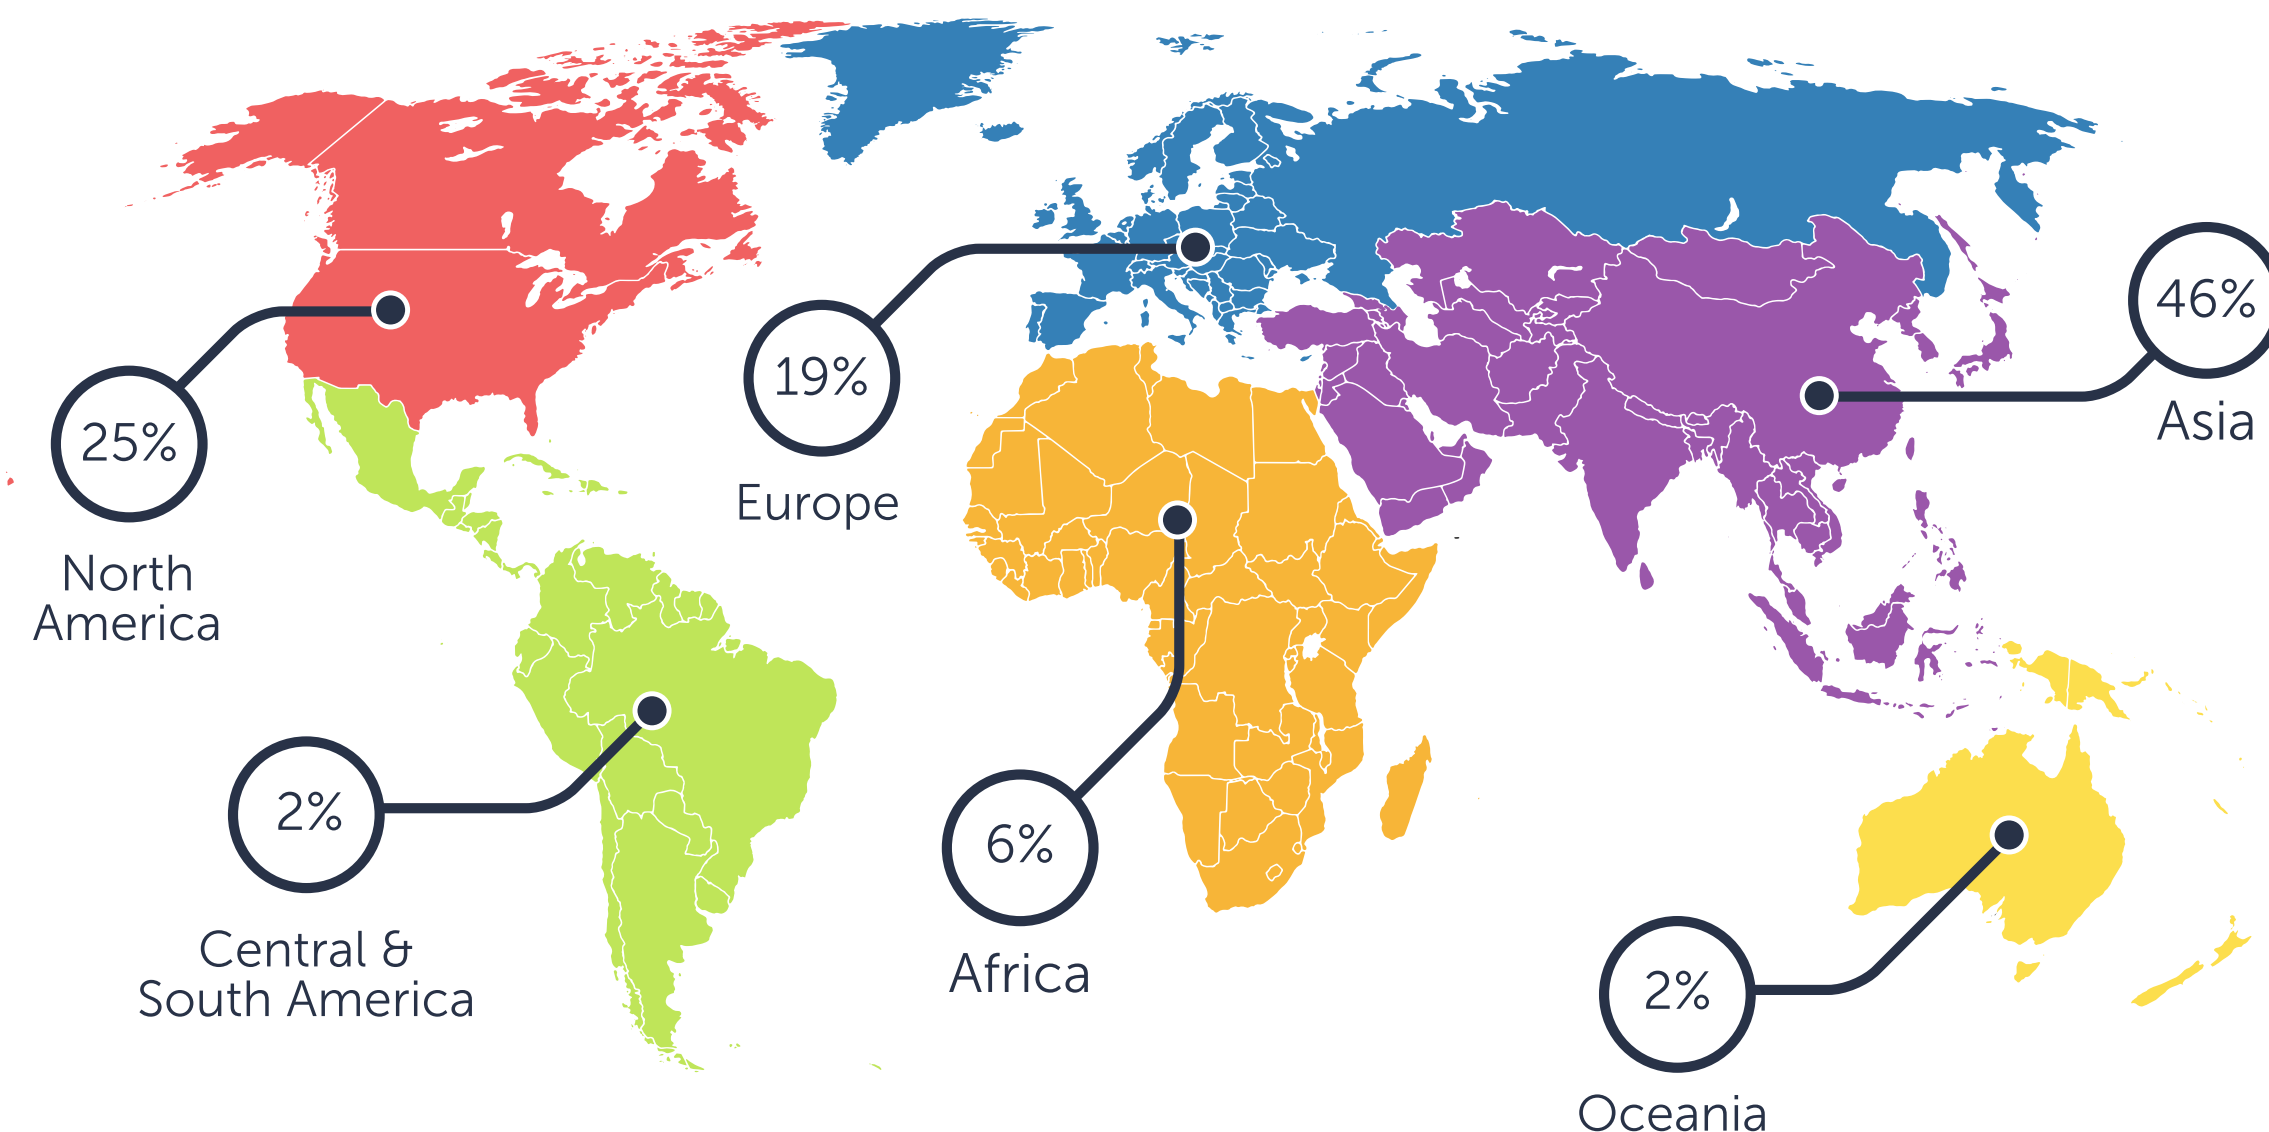 46%
Asia
19%
Europe
25%
North
America
2%
Central &
South America
6%
Africa
2%
Oceania